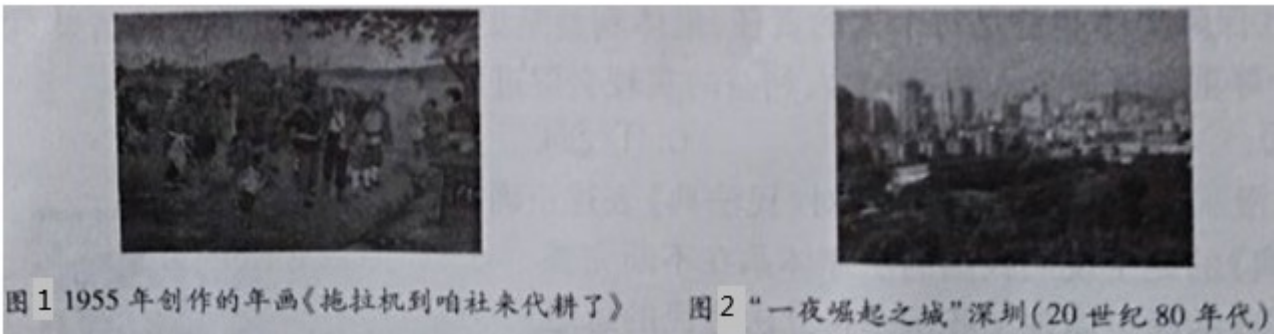 图1 1955年创作的年画《拖拉机到咱社来代耕了》
图2 “一夜崛起之城”深圳(20世纪80年代)